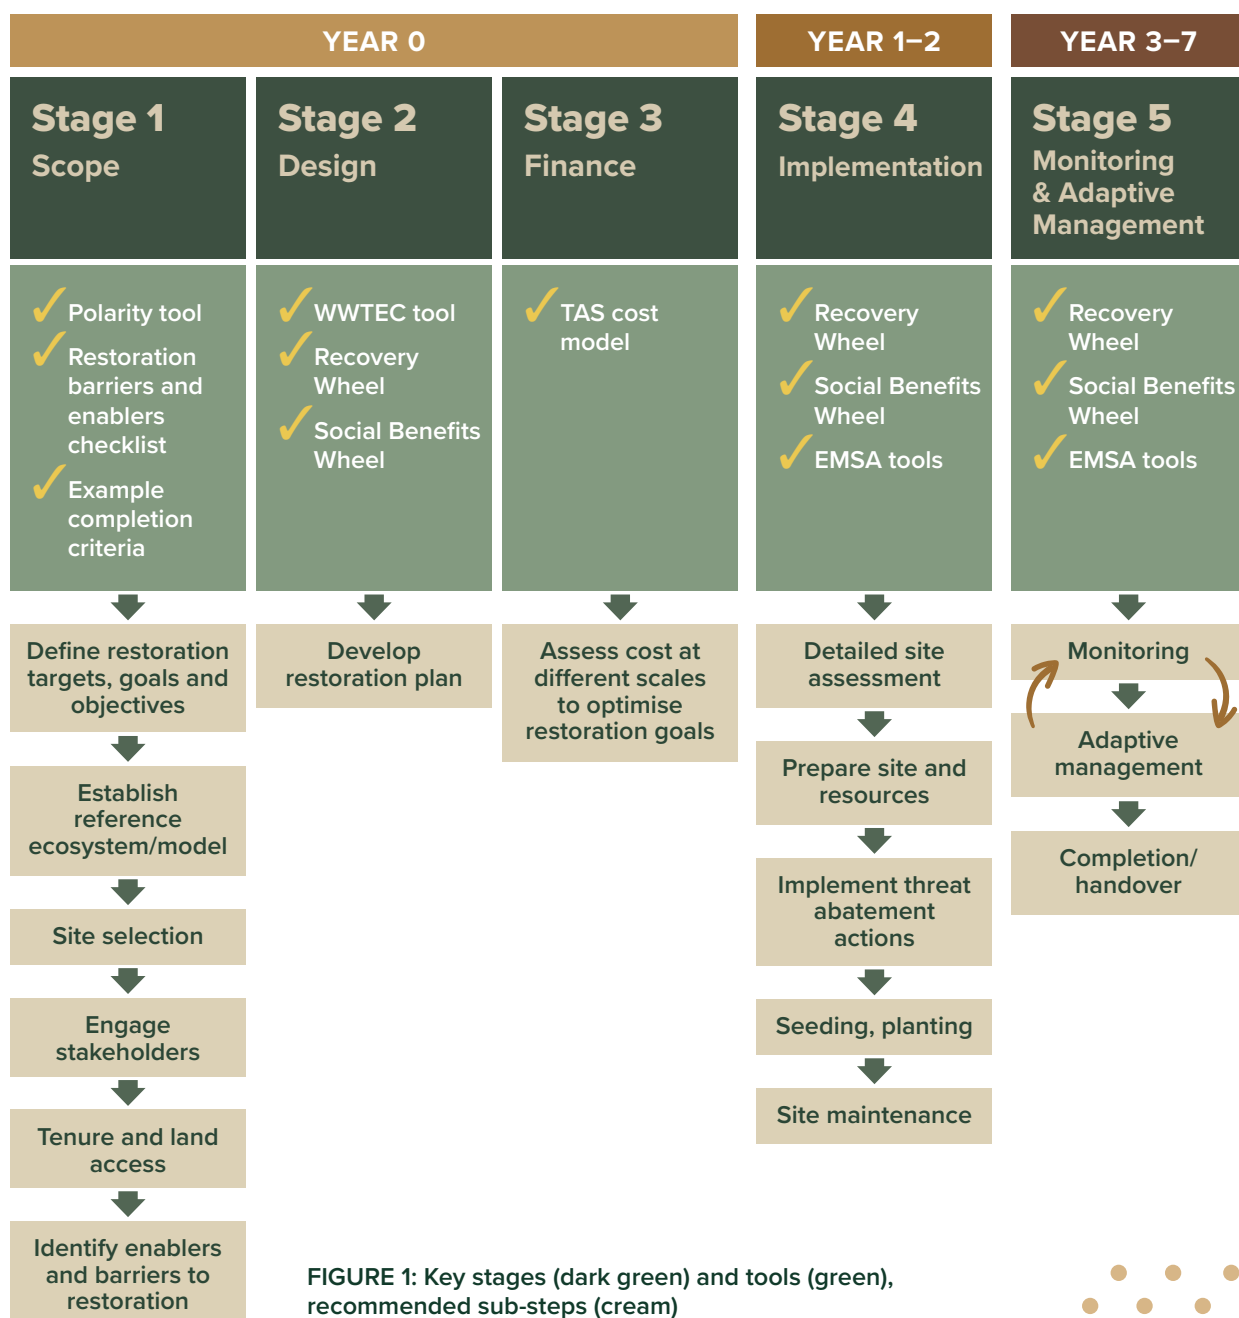 YEAR 0
YEAR 1–2
YEAR 3–7
Stage 1
Scope
Stage 2
Design
Stage 3
Finance
Stage 4
Implementation
Stage 5
Monitoring
& Adaptive
Management
Polarity tool
Restoration
barriers and
enablers
checklist
Example
completion
criteria
WWTEC tool
Recovery
Wheel
Social Benefits
Wheel
TAS cost
model
Recovery
Wheel
Social Benefits
Wheel
EMSA tools
Recovery
Wheel
Social Benefits
Wheel
EMSA tools
Define restoration
targets, goals and
objectives
Establish
reference
ecosystem/model
Site selection
Engage
stakeholders
Tenure and land
access
Identify enablers
and barriers to
restoration
Develop
restoration plan
Assess cost at
different scales
to optimise
restoration goals
Detailed site
assessment
Prepare site and
resources
Implement threat
abatement
actions
Seeding, planting
Site maintenance
Monitoring
Adaptive
management
Completion/
handover
FIGURE 1: Key stages (dark green) and tools (green),
recommended sub-steps (cream)